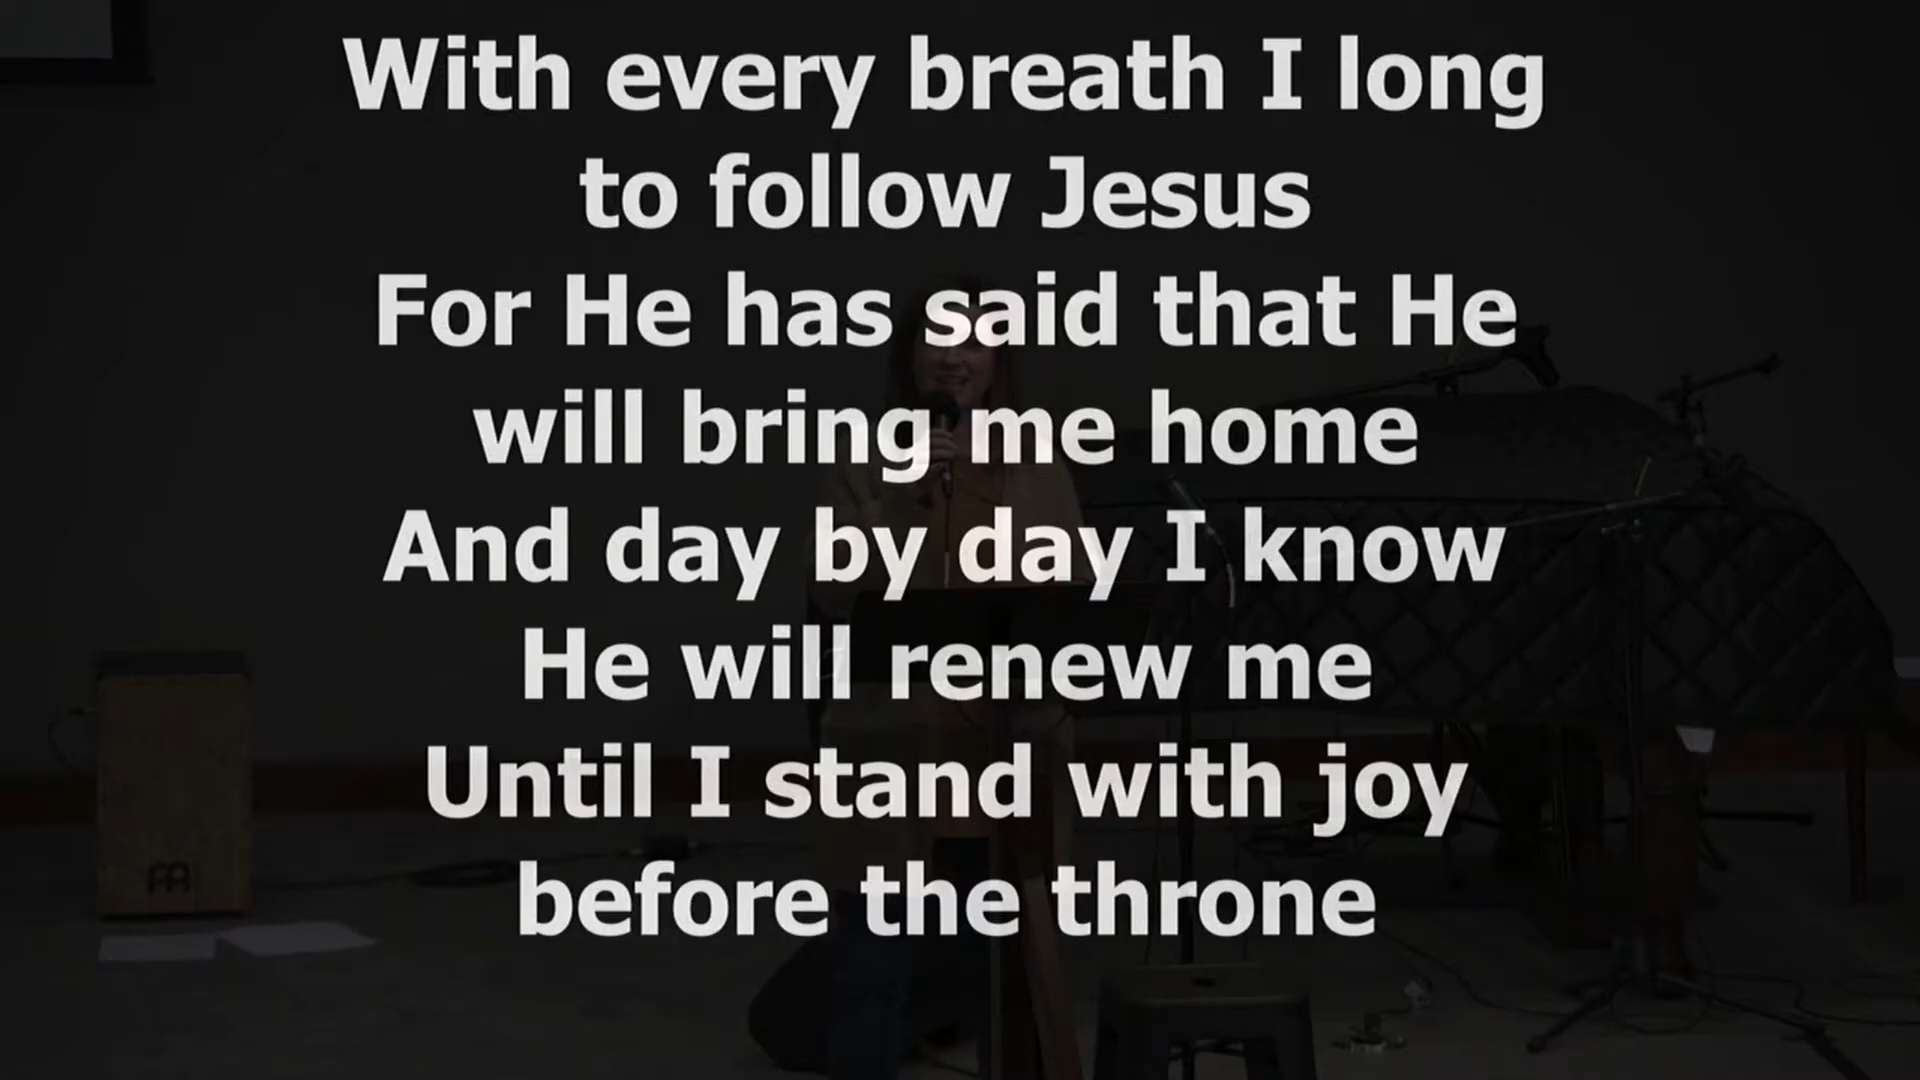 With every breath I long
to follow Jesus
For He has said that He
will bring me home
And day by day I know
He will renew me
Until I stand with joy
before the throne